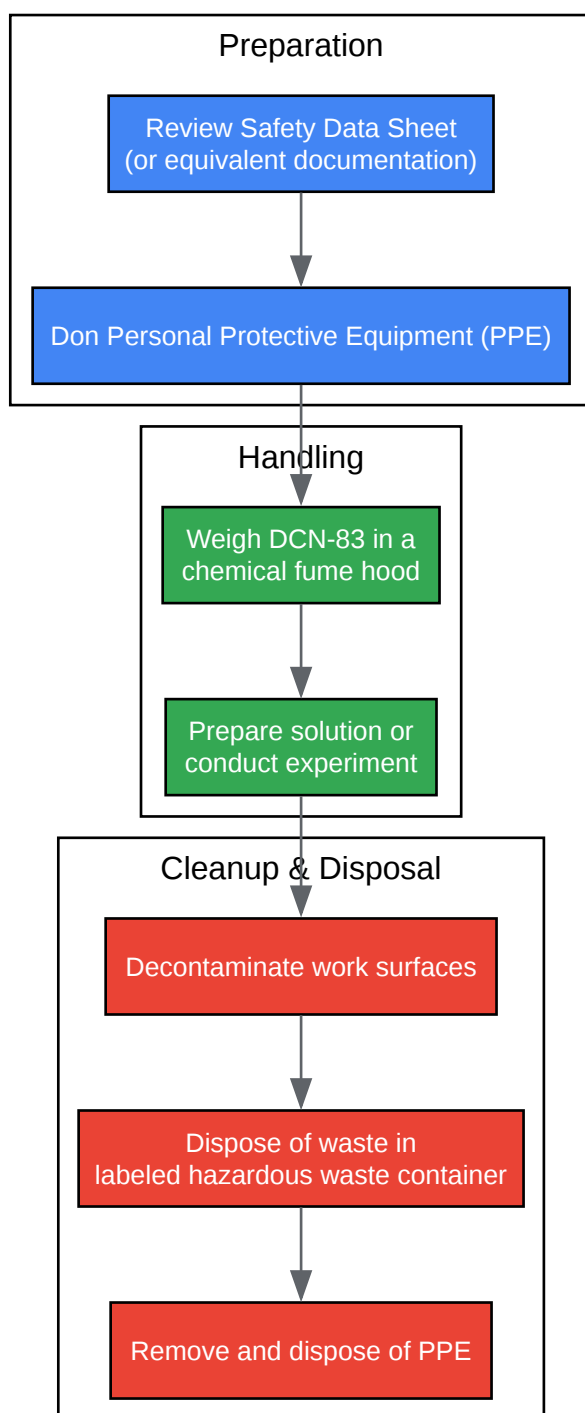 Preparation
Review Safety Data Sheet
(or equivalent documentation)
Don Personal Protective Equipment (PPE)
Handling
Weigh DCN-83 in a
chemical fume hood
Prepare solution or
conduct experiment
Cleanup & Disposal
Decontaminate work surfaces
Dispose of waste in
labeled hazardous waste container
Remove and dispose of PPE